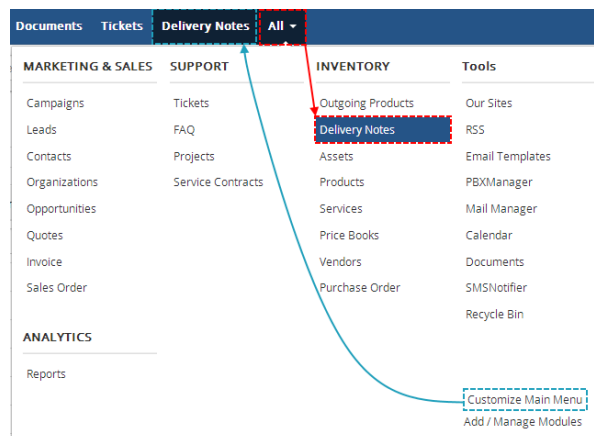 Documents Tickets Delivery Notes All
MARKETING & SALES SUPPORT INVENTORY Tools
Campaigns Tickets Outgoing Products Our Sites
Leads FAQ Delivery Notes RSS
Contacts Projects Assets Email Templates
Organizations Service Contracts Products PBXManager
Opportunities Services Mail Manager
Quotes Price Books Calendar
Invoice Vendors Documents
Sales Order Purchase Order SMSNotifier
Recycle Bin
ANALYTICS
Reports
Customize Main Menu
Add / Manage Modules